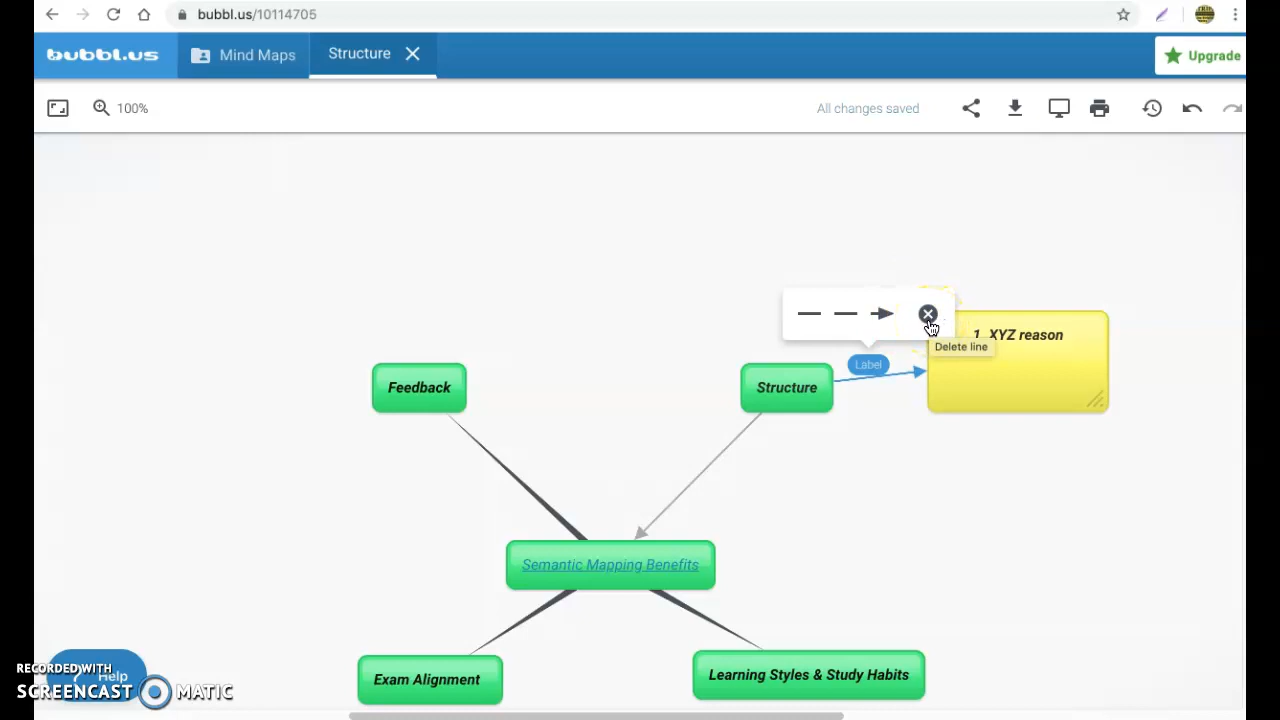 bubbl.us/10114705
bubbl.us
Mind Maps
Structure
Upgrade
100%
All changes saved
Delete line
1. XYZ reason
Label
Feedback
Structure
Semantic Mapping Benefits
Exam Alignment
Learning Styles & Study Habits
? Help
RECORDED WITH
SCREENCAST MATIC